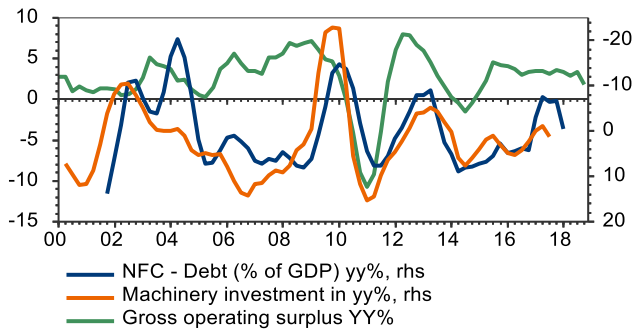 10
5
0
-5
-10
-15
-20
-10
0
10
20
00 02 04 06 08 10 12 14 16 18
NFC - Debt (% of GDP) yy%, rhs
Machinery investment in yy%, rhs
Gross operating surplus YY%